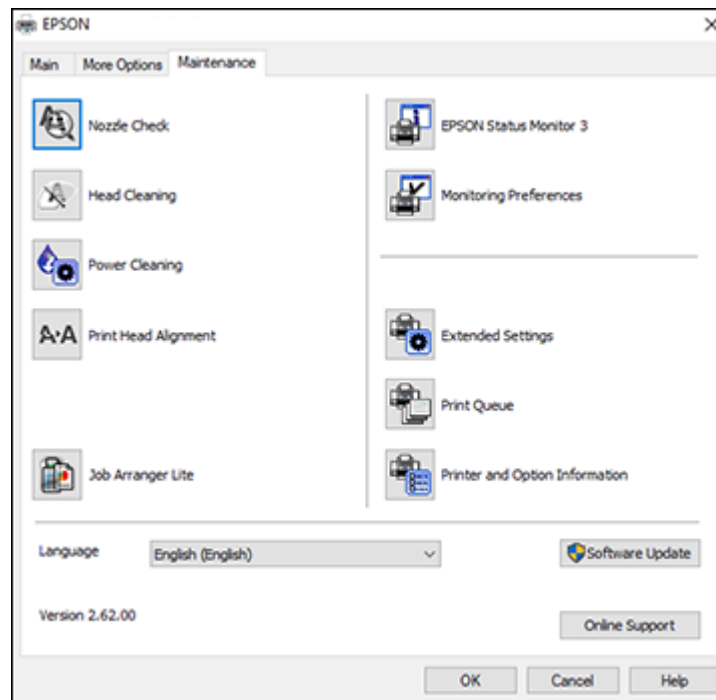 EPSON
Main More Options Maintenance
Nozzle Check
Head Cleaning
Power Cleaning
A·A Print Head Alignment
Job Arranger Lite
EPSON Status Monitor 3
Monitoring Preferences
Extended Settings
Print Queue
Printer and Option Information
Language English (English) Software Update
Version 2.62.00
Online Support
OK Cancel Help